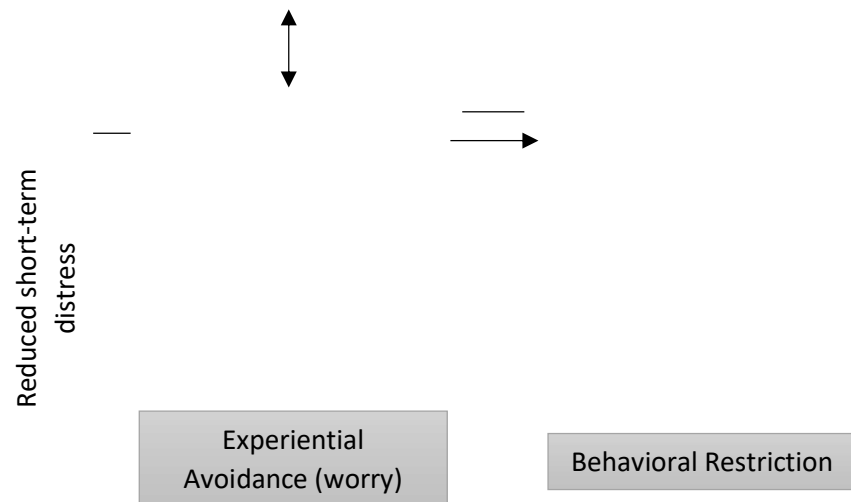 Reduced short-term
distress
Experiential
Avoidance (worry)
Behavioral Restriction